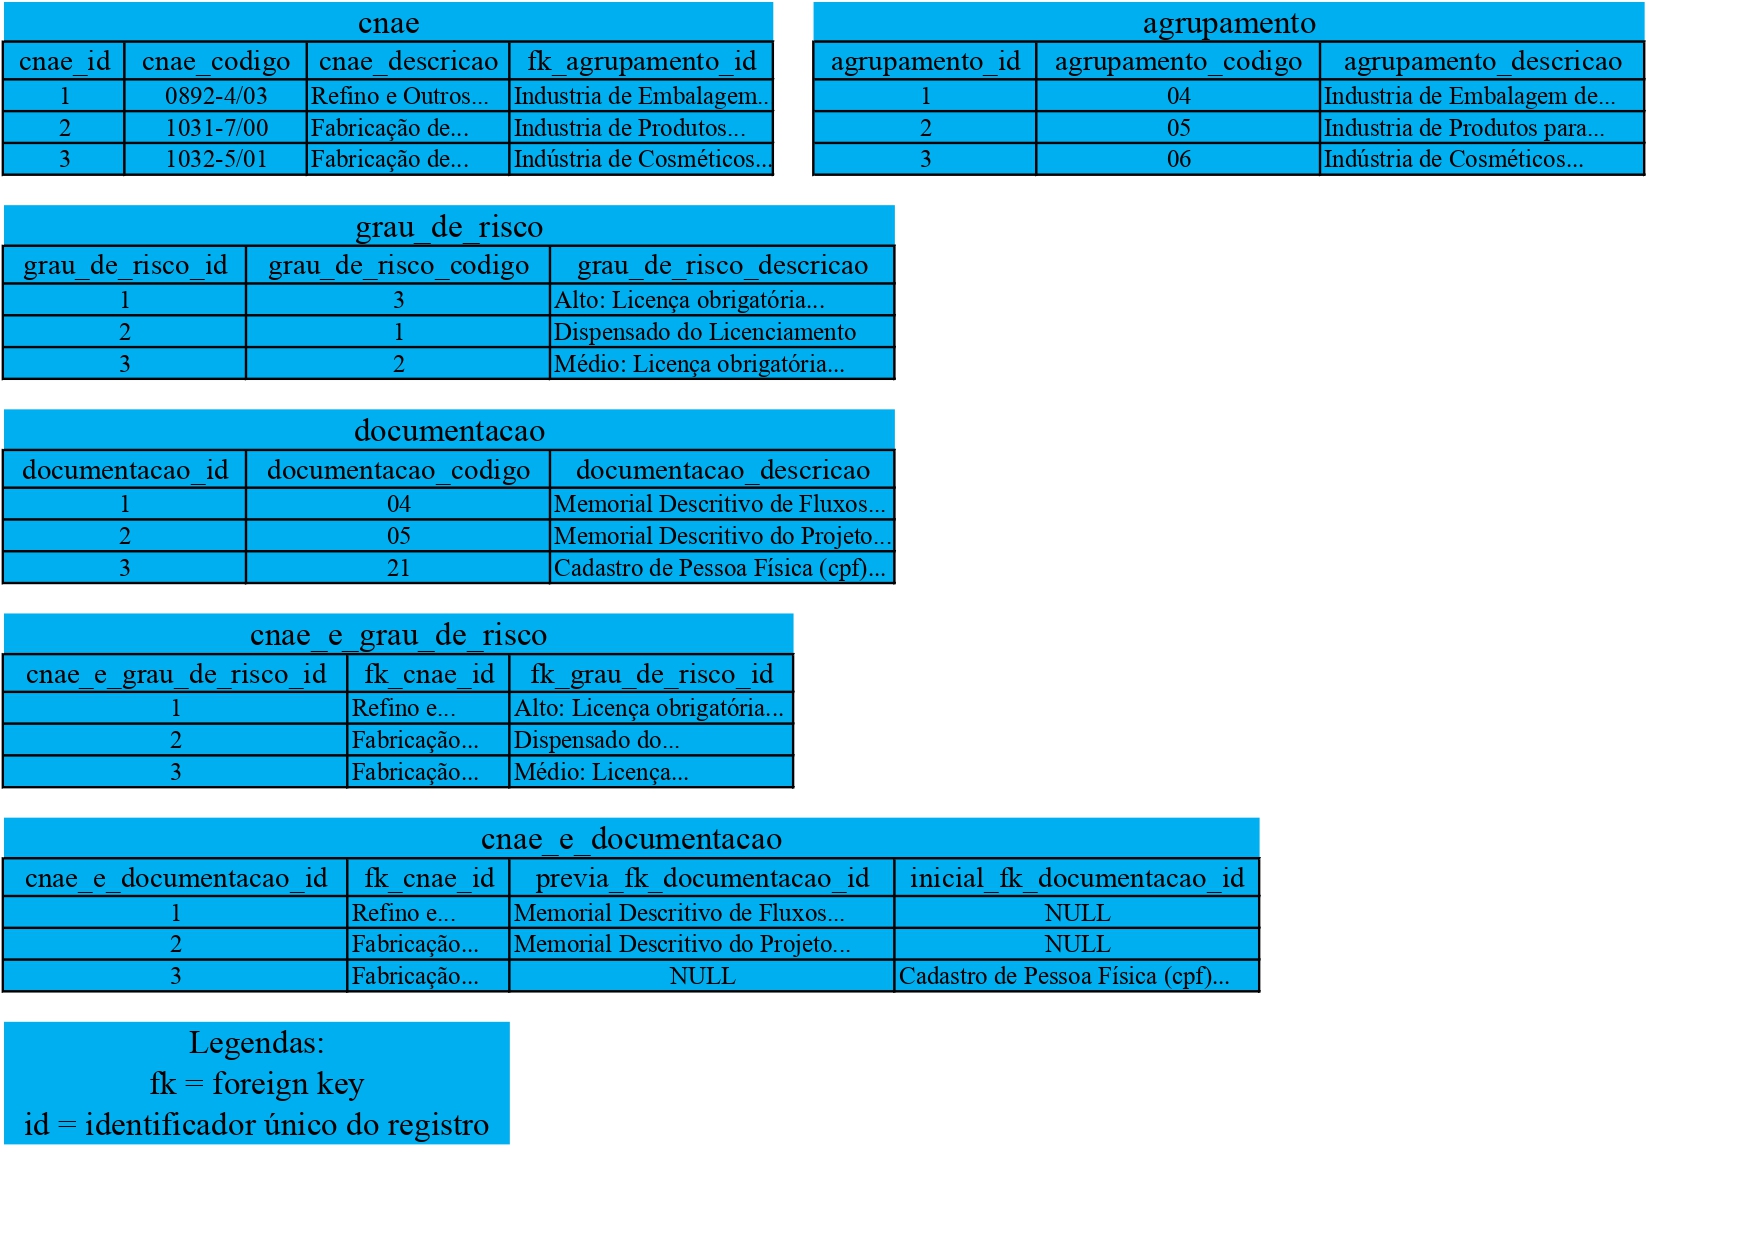 cnae
cnae_id cnae_codigo cnae_descricao fk_agrupamento_id
1 0892-4/03 Refino e Outros... Industria de Embalagem..
2 1031-7/00 Fabricação de... Industria de Produtos...
3 1032-5/01 Fabricação de... Indústria de Cosméticos...
agrupamento
agrupamento_id agrupamento_codigo agrupamento_descricao
1 04 Industria de Embalagem de...
2 05 Industria de Produtos para...
3 06 Indústria de Cosméticos...
grau_de_risco
grau_de_risco_id grau_de_risco_codigo grau_de_risco_descricao
1 3 Alto: Licença obrigatória...
2 1 Dispensado do Licenciamento
3 2 Médio: Licença obrigatória...
documentacao
documentacao_id documentacao_codigo documentacao_descricao
1 04 Memorial Descritivo de Fluxos...
2 05 Memorial Descritivo do Projeto...
3 21 Cadastro de Pessoa Física (cpf)...
cnae_e_grau_de_risco
cnae_e_grau_de_risco_id fk_cnae_id fk_grau_de_risco_id
1 Refino e... Alto: Licença obrigatória...
2 Fabricação... Dispensado do...
3 Fabricação... Médio: Licença...
cnae_e_documentacao
cnae_e_documentacao_id fk_cnae_id previa_fk_documentacao_id inicial_fk_documentacao_id
1 Refino e... Memorial Descritivo de Fluxos... NULL
2 Fabricação... Memorial Descritivo do Projeto... NULL
3 Fabricação... NULL Cadastro de Pessoa Física (cpf)...
Legendas:
fk = foreign key
id = identificador único do registro